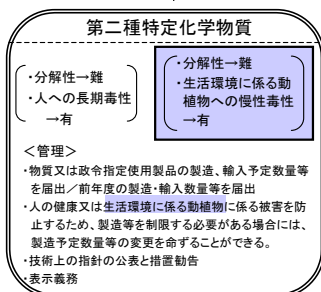 第二種特定化学物質
・分解性→難
・人への長期毒性
→有
・分解性→難
・生活環境に係る動
植物への慢性毒性
→有
＜管理＞
・物質又は政令指定使用製品の製造、輸入予定数量等
を届出／前年度の製造・輸入数量等を届出
・人の健康又は生活環境に係る動植物に係る被害を防
止するため、製造等を制限する必要がある場合には、
製造予定数量等の変更を命ずることができる。
・技術上の指針の公表と措置勧告
・表示義務